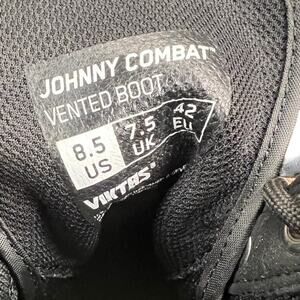 JOHNNY COMBAT
VENTED BOOT
8.5 7.5 42
US UK EU
VIKTOS